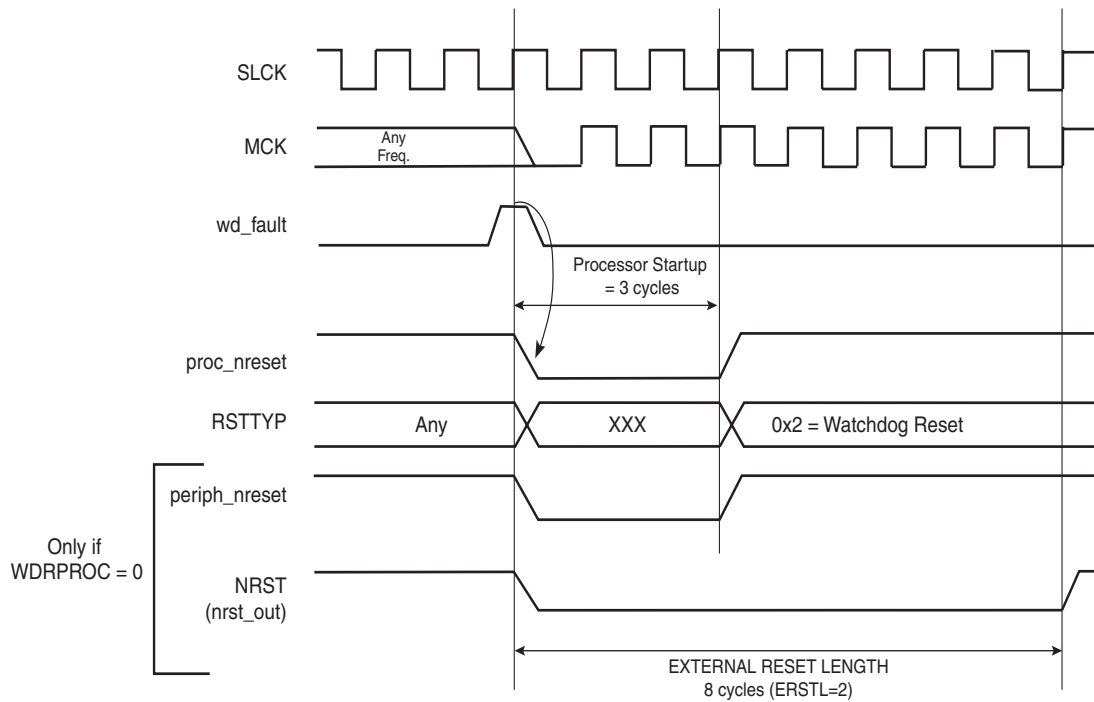 SLCK
MCK
Any
Freq.
wd_fault
Processor Startup
= 3 cycles
proc_nreset
RSTTYP
Any
XXX
0x2 = Watchdog Reset
periph_nreset
Only if
WDRPROC = 0
NRST
(nrst_out)
EXTERNAL RESET LENGTH
8 cycles (ERSTL=2)